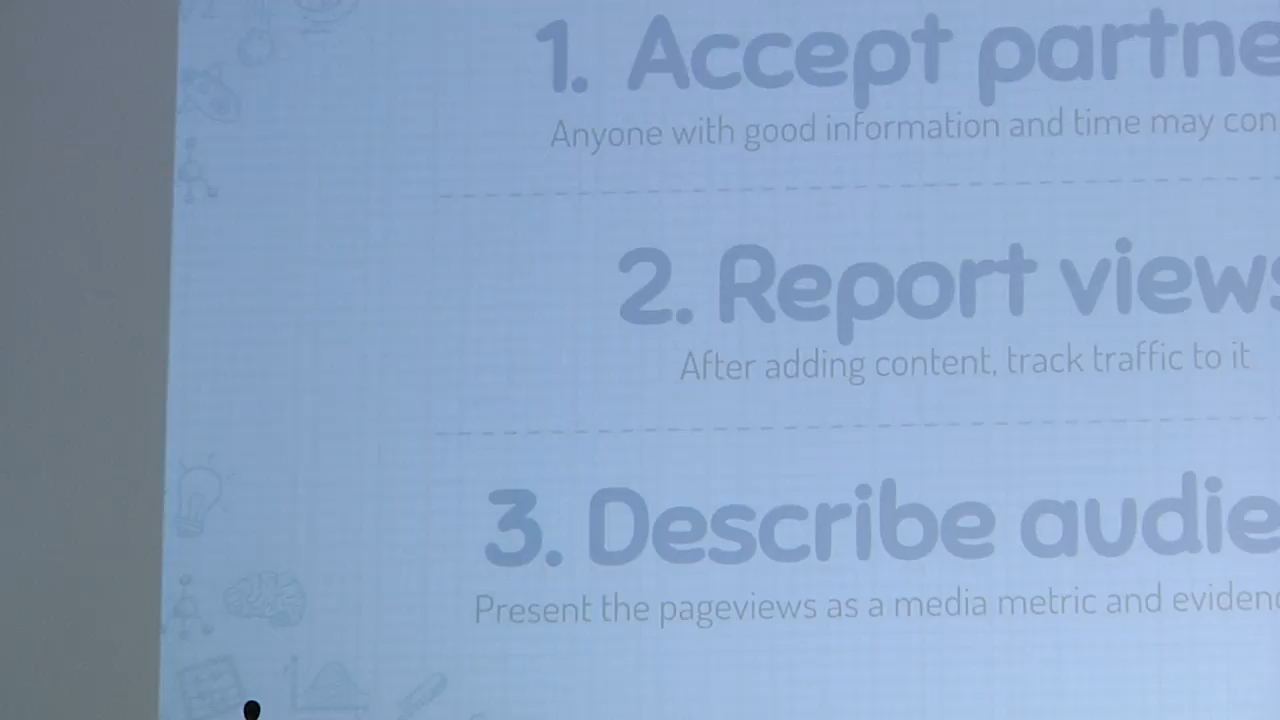 1. Accept partne
Anyone with good information and time may con
2. Report views
After adding content, track traffic to it
3. Describe audie
Present the pageviews as a media metric and evidenc